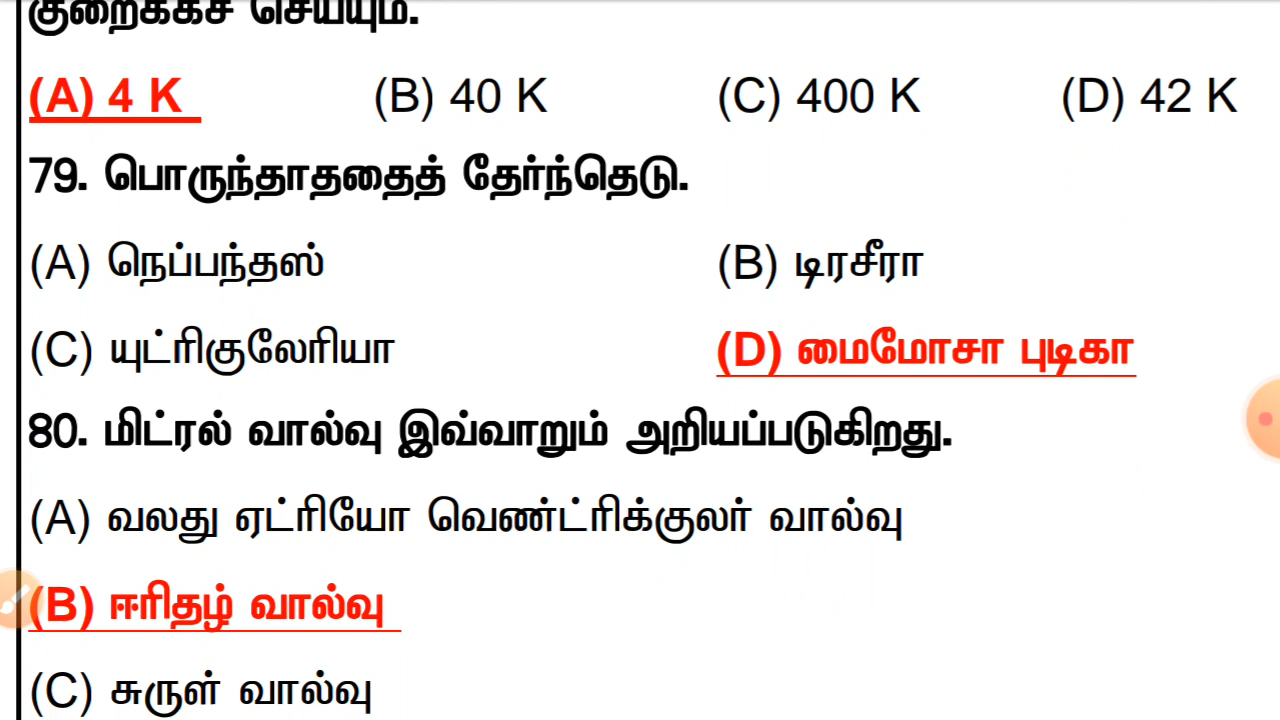 குறைக்கச் செய்யும்.
(A) 4 K (B) 40 K (C) 400 K (D) 42 K
79. பொருந்தாததைத் தேர்ந்தெடு.
(A) நெப்பந்தஸ் (B) டிரசீரா
(C) யுட்ரிகுலேரியா (D) மைமோசா புடிகா
80. மிட்ரல் வால்வு இவ்வாறும் அறியப்படுகிறது.
(A) வலது ஏட்ரியோ வெண்ட்ரிக்குலர் வால்வு
(B) ஈரிதழ் வால்வு
(C) சுருள் வால்வு